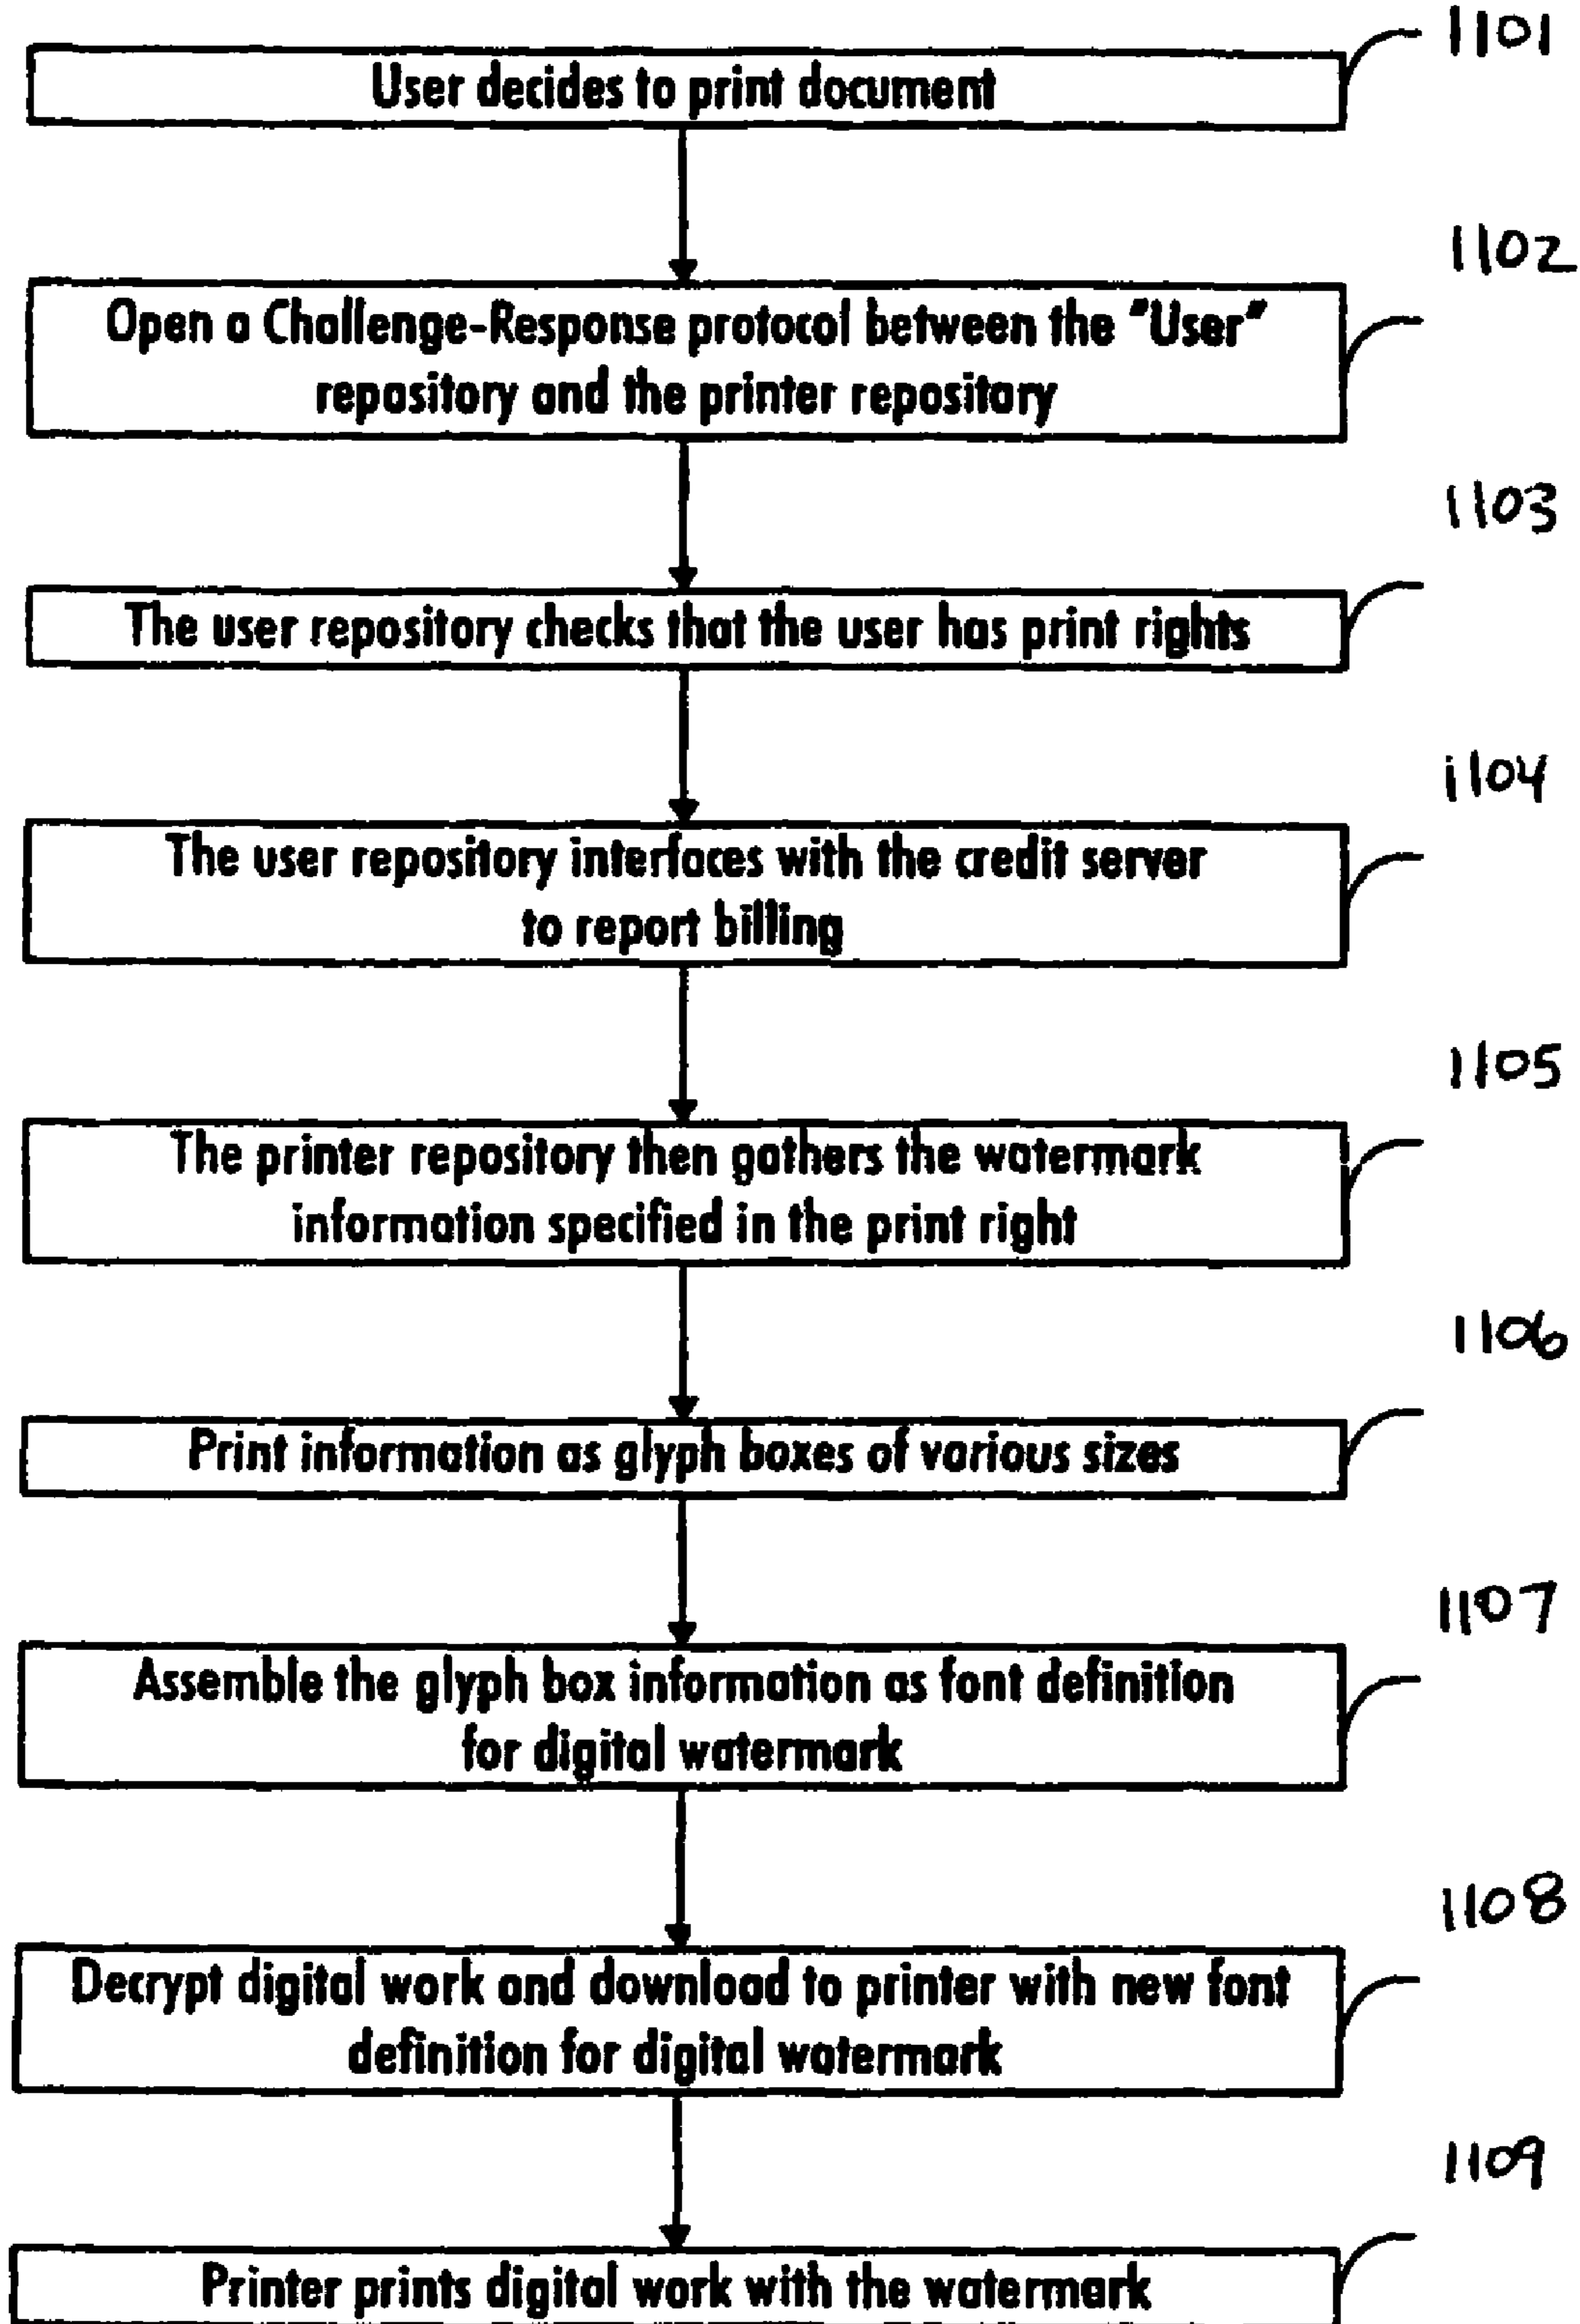 1101
User decides to print document
1102
Open a Challenge-Response protocol between the "User"
repository and the printer repository
1103
The user repository checks that the user has print rights
1104
The user repository interfaces with the credit server
to report billing
1105
The printer repository then gathers the watermark
information specified in the print right
1106
Print information as glyph boxes of various sizes
1107
Assemble the glyph box information as font definition
for digital watermark
1108
Decrypt digital work and download to printer with new font
definition for digital watermark
1109
Printer prints digital work with the watermark